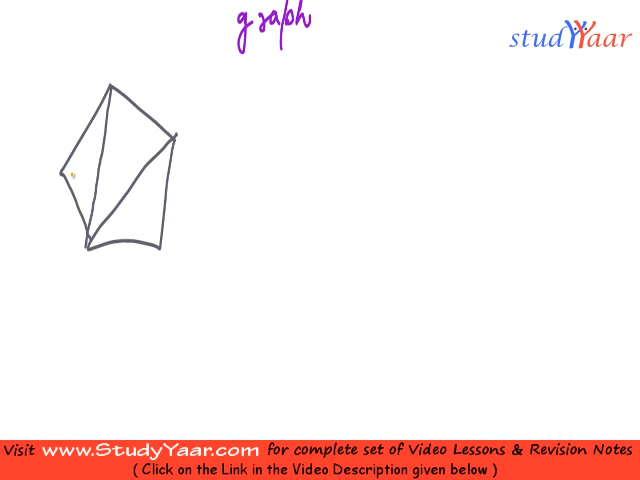 graph
studYYaar
Visit www.StudyYaar.com for complete set of Video Lessons & Revision Notes
( Click on the Link in the Video Description given below )